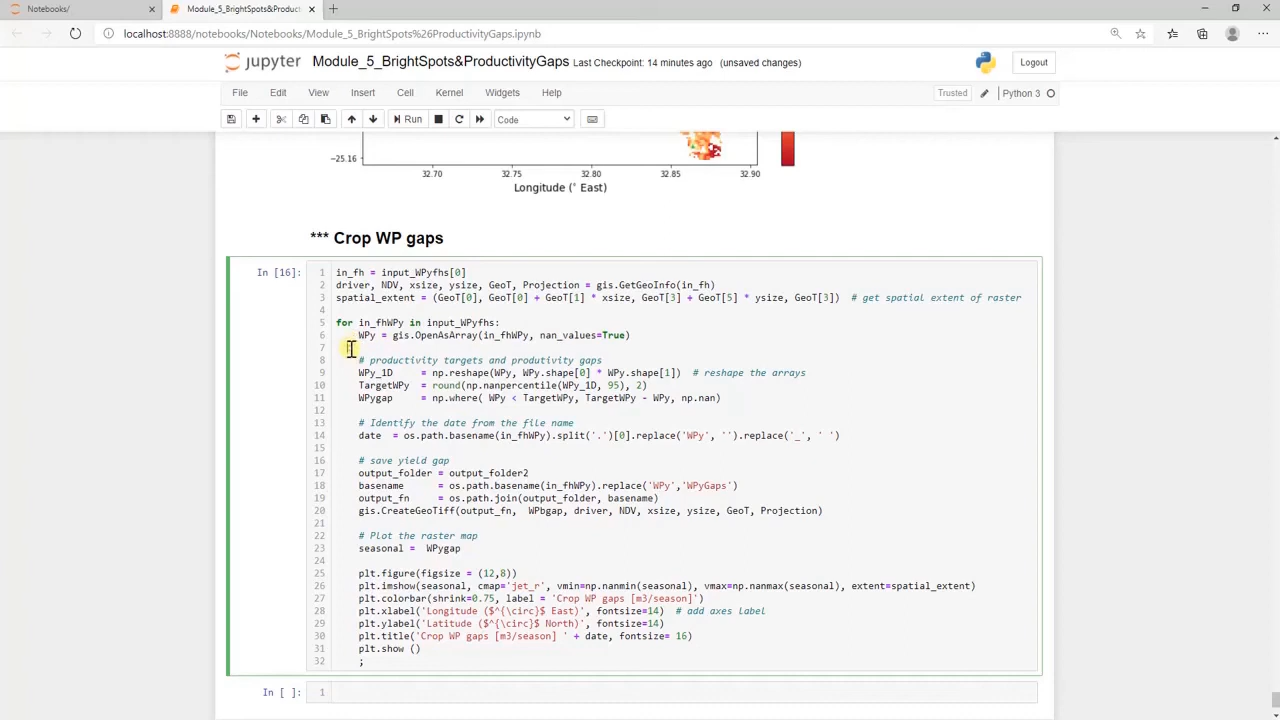 Notebooks/
Module_5_BrightSpots&Product
localhost:8888/notebooks/Notebooks/Module_5_BrightSpots%26ProductivityGaps.ipynb
jupyter Module_5_BrightSpots&ProductivityGaps Last Checkpoint: 14 minutes ago (unsaved changes) Logout
File Edit View Insert Cell Kernel Widgets Help Trusted Python 3
Run Code
−25.16
32.70 32.75 32.80 32.85 32.90
Longitude (° East)
*** Crop WP gaps
In [16]:
1 in_fh = input_WPyfhs[0]
2 driver, NDV, xsize, ysize, GeoT, Projection = gis.GetGeoInfo(in_fh)
3 spatial_extent = (GeoT[0], GeoT[0] + GeoT[1] * xsize, GeoT[3] + GeoT[5] * ysize, GeoT[3]) # get spatial extent of raster
4
5 for in_fhWPy in input_WPyfhs:
6 WPy = gis.OpenAsArray(in_fhWPy, nan_values=True)
7
8 # productivity targets and produtivity gaps
9 WPy_1D = np.reshape(WPy, WPy.shape[0] * WPy.shape[1]) # reshape the arrays
10 TargetWPy = round(np.nanpercentile(WPy_1D, 95), 2)
11 WPygap = np.where( WPy < TargetWPy, TargetWPy - WPy, np.nan)
12
13 # Identify the date from the file name
14 date = os.path.basename(in_fhWPy).split('.')[0].replace('WPy', '').replace('_', ' ')
15
16 # save yield gap
17 output_folder = output_folder2
18 basename = os.path.basename(in_fhWPy).replace('WPy','WPyGaps')
19 output_fn = os.path.join(output_folder, basename)
20 gis.CreateGeoTiff(output_fn, WPbgap, driver, NDV, xsize, ysize, GeoT, Projection)
21
22 # Plot the raster map
23 seasonal = WPygap
24
25 plt.figure(figsize = (12,8))
26 plt.imshow(seasonal, cmap='jet_r', vmin=np.nanmin(seasonal), vmax=np.nanmax(seasonal), extent=spatial_extent)
27 plt.colorbar(shrink=0.75, label = 'Crop WP gaps [m3/season]')
28 plt.xlabel('Longitude ($^{\circ}$ East)', fontsize=14) # add axes label
29 plt.ylabel('Latitude ($^{\circ}$ North)', fontsize=14)
30 plt.title('Crop WP gaps [m3/season] ' + date, fontsize= 16)
31 plt.show ()
32 ;
In [ ]: 1